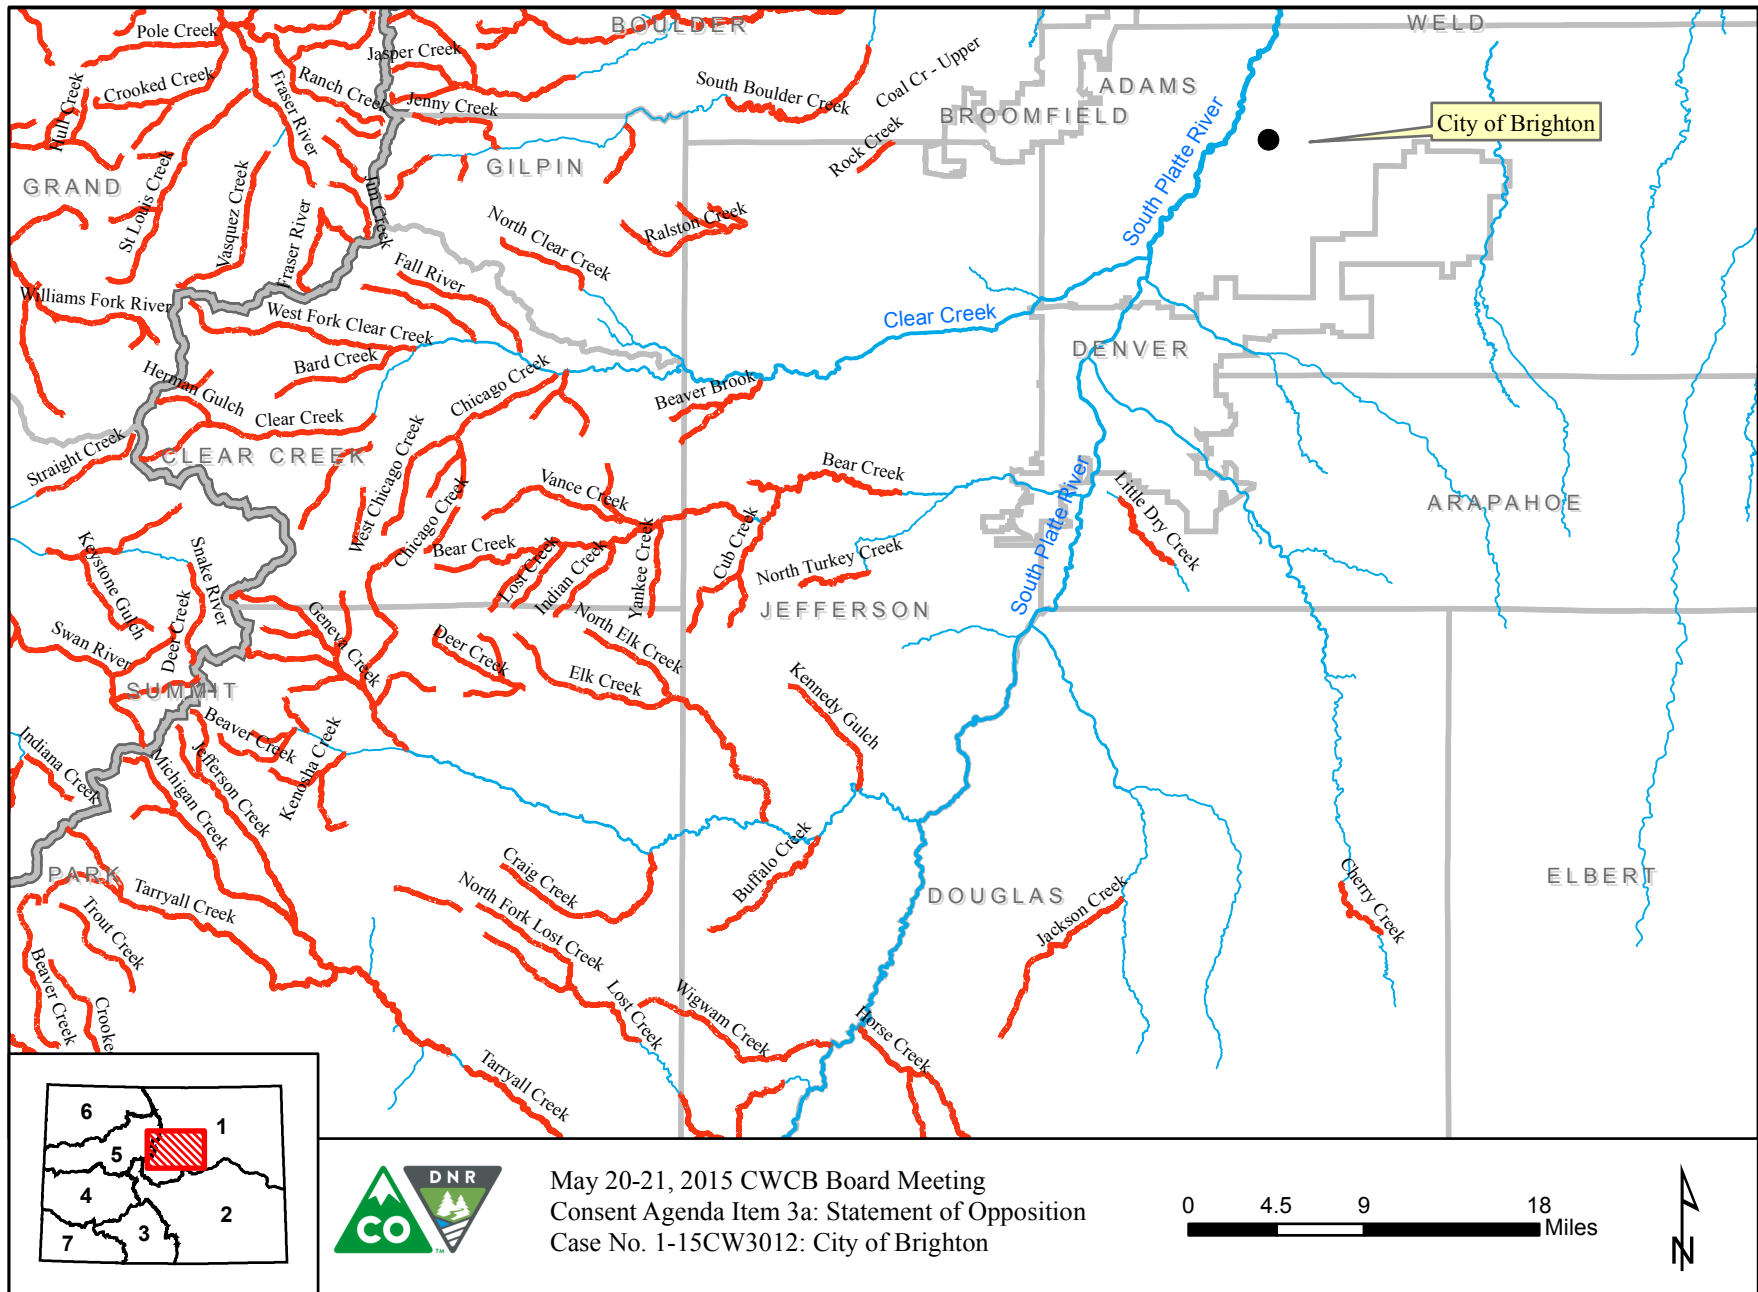 BOULDER
WELD
Pole Creek
Jasper Creek
Crooked Creek
Ranch Creek
Hull Creek
Fraser River
Jenny Creek
South Boulder Creek
Coal Cr - Upper
ADAMS
BROOMFIELD
City of Brighton
Rock Creek
South Platte River
GILPIN
GRAND
St Louis Creek
Vasquez Creek
Fraser River
Jim Creek
North Clear Creek
Ralston Creek
Fall River
Williams Fork River
West Fork Clear Creek
Clear Creek
Bard Creek
DENVER
Herman Gulch
Chicago Creek
Beaver Brook
Clear Creek
Straight Creek
CLEAR CREEK
West Chicago Creek
Chicago Creek
Vance Creek
Bear Creek
South Platte River
Little Dry Creek
ARAPAHOE
Keystone Gulch
Snake River
Bear Creek
Lost Creek
Indian Creek
Yankee Creek
Cub Creek
North Turkey Creek
JEFFERSON
Swan River
Deer Creek
Geneva Creek
Deer Creek
North Elk Creek
Elk Creek
Kennedy Gulch
SUMMIT
Indiana Creek
Beaver Creek
Jefferson Creek
Michigan Creek
Kenosha Creek
PARK
Tarryall Creek
Trout Creek
Beaver Creek
Crooke
Craig Creek
North Fork Lost Creek
Buffalo Creek
Lost Creek
Wigwam Creek
Horse Creek
Tarryall Creek
DOUGLAS
Jackson Creek
Cherry Creek
ELBERT
6
1
5
4
2
3
7
CO
DNR
TM
May 20-21, 2015 CWCB Board Meeting
Consent Agenda Item 3a: Statement of Opposition
Case No. 1-15CW3012: City of Brighton
0 4.5 9 18
Miles
N